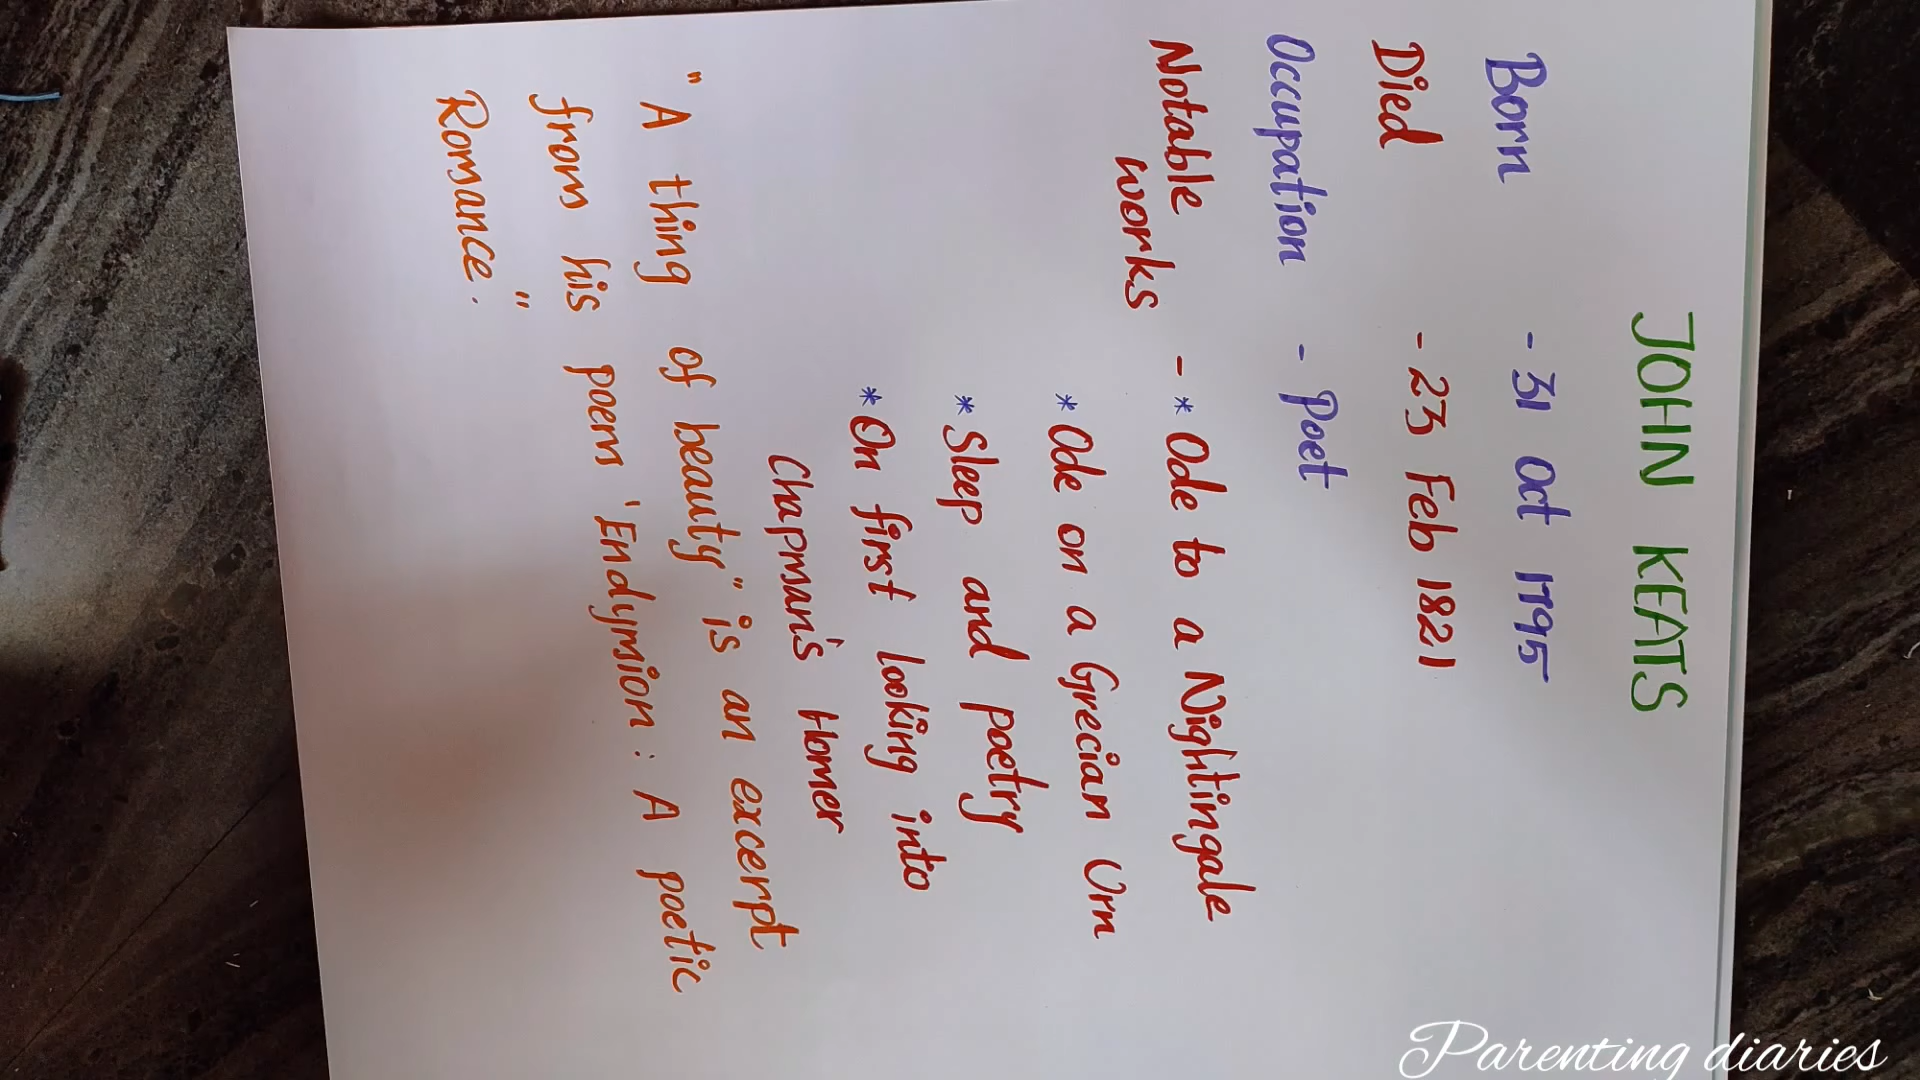 JOHN KEATS
Born - 31 Oct 1795
Died - 23 Feb 1821
Occupation - Poet
Notable works - * Ode to a Nightingale
* Ode on a Grecian Urn
* Sleep and poetry
* On first looking into
Chapman's Homer
"A thing of beauty" is an excerpt
from his poem 'Endymion: A poetic
Romance."
Parenting diaries